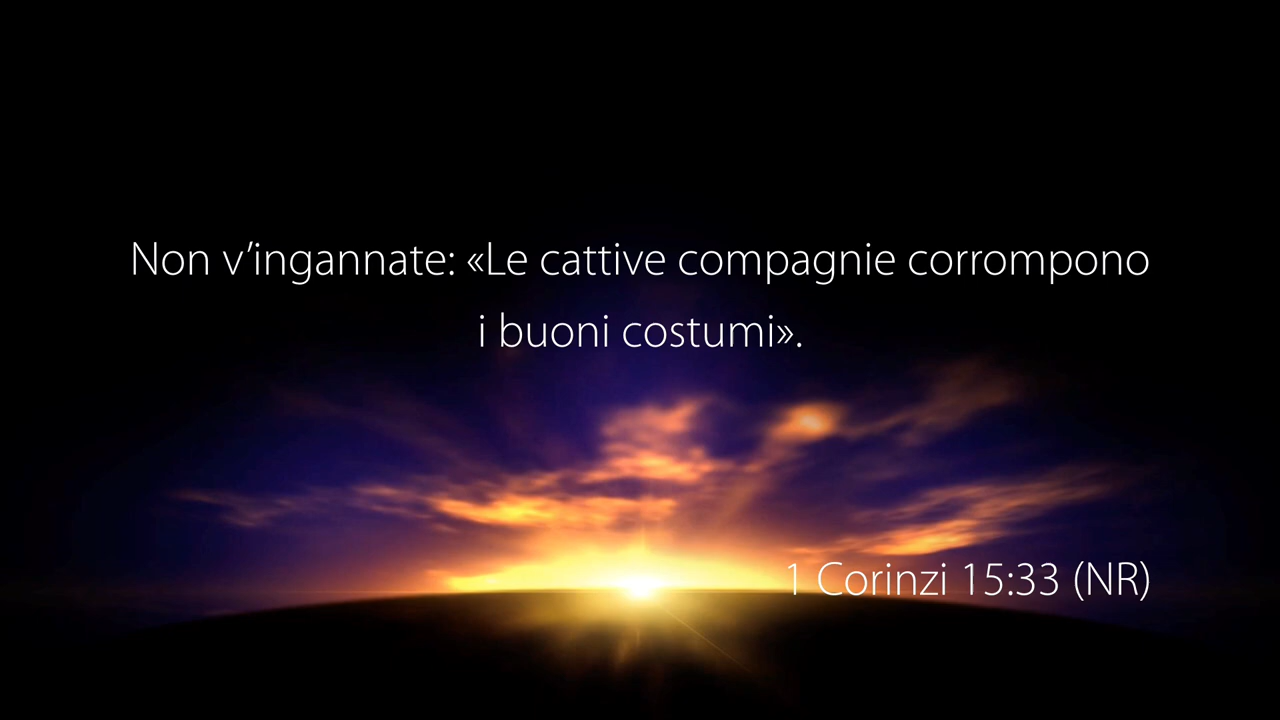 Non v’ingannate: «Le cattive compagnie corrompono
i buoni costumi».
1 Corinzi 15:33 (NR)